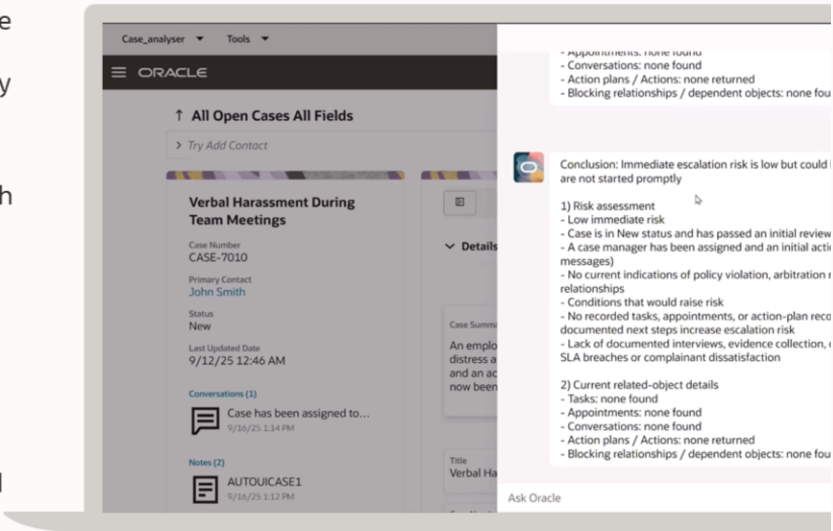 e
y
h
Case_analyser Tools
ORACLE
All Open Cases All Fields
Try Add Contact
Verbal Harassment During
Team Meetings
Case Number
CASE-7010
Primary Contact
John Smith
Status
New
Last Updated Date
9/12/25 12:46 AM
Conversations (1)
Case has been assigned to...
9/16/25 1:14 PM
Notes (2)
AUTOUICASE1
9/16/25 1:12 PM
Details
Case Summ
An emplo
distress a
and an ac
now been
Title
Verbal Ha
- Appointments: none found
- Conversations: none found
- Action plans / Actions: none returned
- Blocking relationships / dependent objects: none fou
Conclusion: Immediate escalation risk is low but could
are not started promptly
1) Risk assessment
- Low immediate risk
- Case is in New status and has passed an initial review
- A case manager has been assigned and an initial acti
messages)
- No current indications of policy violation, arbitration
relationships
- Conditions that would raise risk
- No recorded tasks, appointments, or action-plan reco
documented next steps increase escalation risk
- Lack of documented interviews, evidence collection,
SLA breaches or complainant dissatisfaction
2) Current related-object details
- Tasks: none found
- Appointments: none found
- Conversations: none found
- Action plans / Actions: none returned
- Blocking relationships / dependent objects: none fou
Ask Oracle